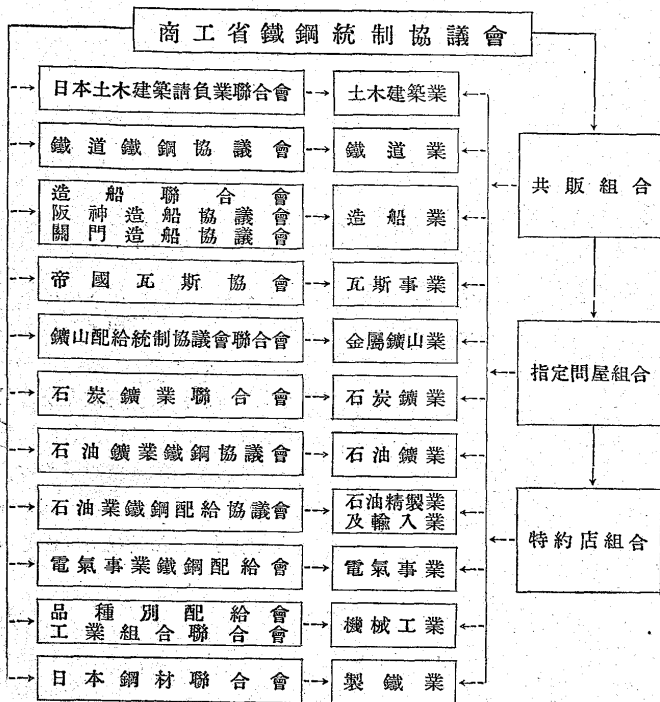 商工省鐵鋼統制協議會
日本土木建築請負業聯合會
土木建築業
鐵道鐵鋼協議會
鐵道業
造船聯合會
阪神造船協議會
關門造船協議會
造船業
帝國瓦斯協會
瓦斯事業
鑛山配給統制協議會聯合會
金屬鑛山業
石炭鑛業聯合會
石炭鑛業
石油鑛業鐵鋼協議會
石油鑛業
石油業鐵鋼配給協議會
石油精製業
及輸入業
電氣事業鐵鋼配給會
電氣事業
品種別配給會
工業組合聯合會
機械工業
日本鋼材聯合會
製鐵業
共販組合
指定問屋組合
特約店組合